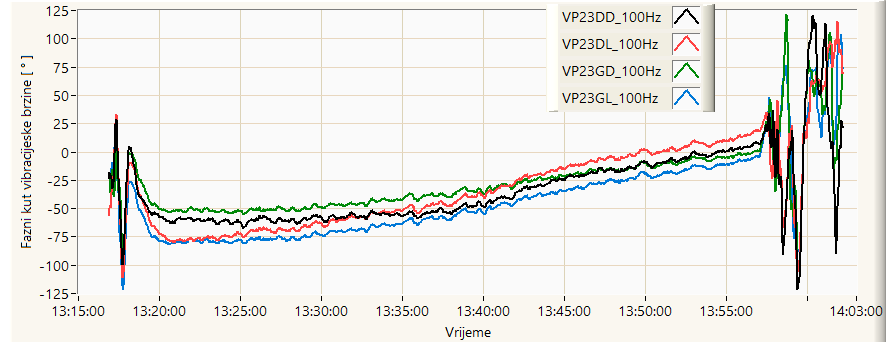 VP23DD_100Hz
VP23DL_100Hz
VP23GD_100Hz
VP23GL_100Hz
Fazni kut vibracijeske brzine [ ° ]
125
100
75
50
25
0
-25
-50
-75
-100
-125
13:15:00 13:20:00 13:25:00 13:30:00 13:35:00 13:40:00 13:45:00 13:50:00 13:55:00 14:03:00
Vrijeme